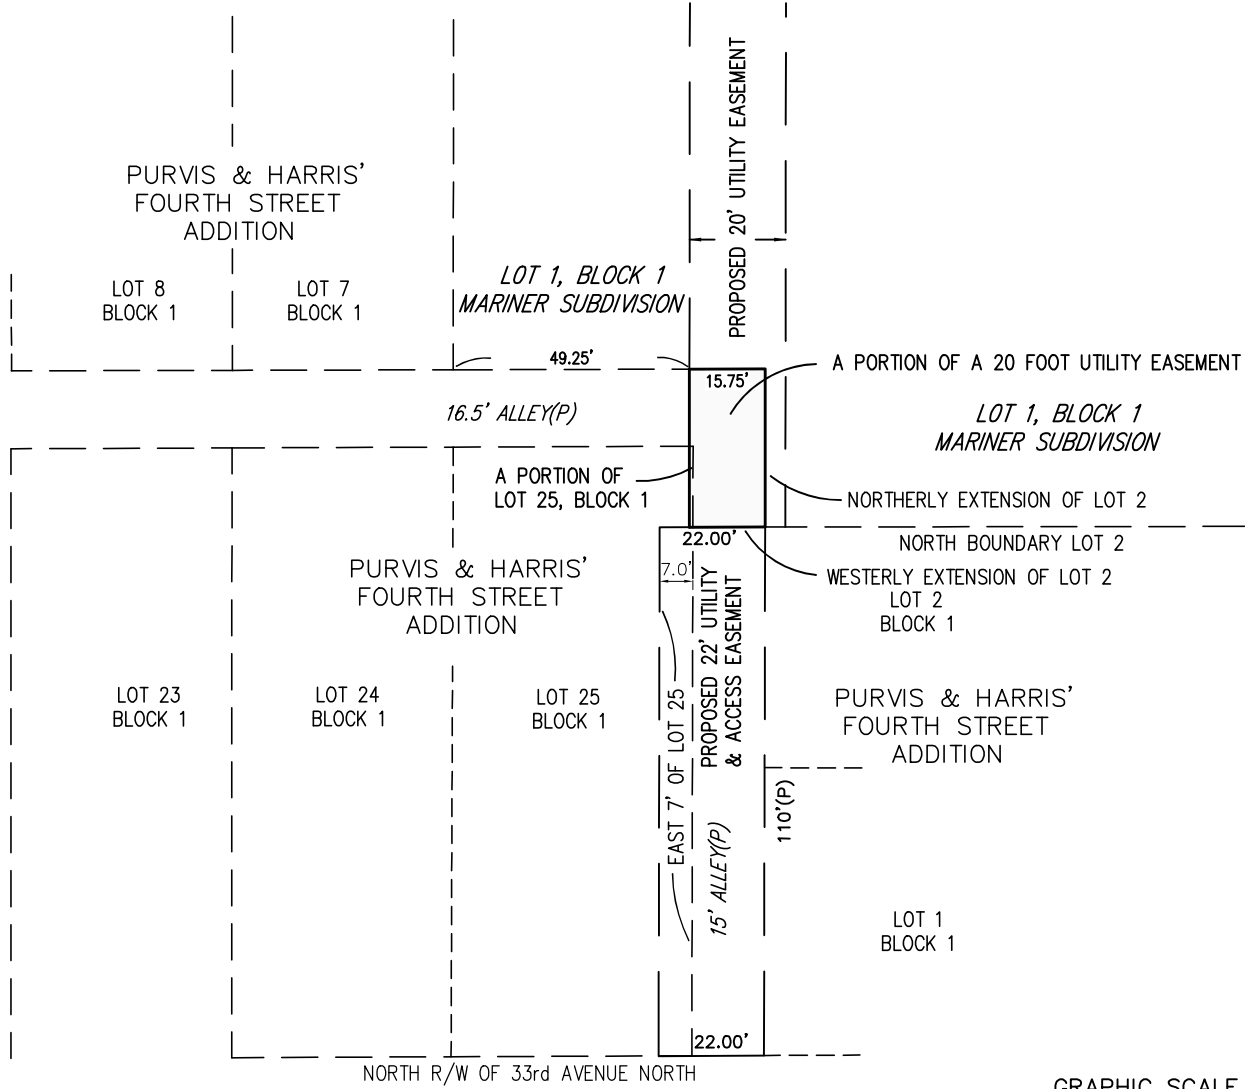 PROPOSED 20' UTILITY EASEMENT
PURVIS & HARRIS'
FOURTH STREET
ADDITION
LOT 8
BLOCK 1
LOT 7
BLOCK 1
LOT 1, BLOCK 1
MARINER SUBDIVISION
49.25'
15.75'
A PORTION OF A 20 FOOT UTILITY EASEMENT
16.5' ALLEY(P)
LOT 1, BLOCK 1
MARINER SUBDIVISION
A PORTION OF
LOT 25, BLOCK 1
NORTHERLY EXTENSION OF LOT 2
22.00'
NORTH BOUNDARY LOT 2
WESTERLY EXTENSION OF LOT 2
7.0'
PURVIS & HARRIS'
FOURTH STREET
ADDITION
LOT 2
BLOCK 1
PROPOSED 22' UTILITY
& ACCESS EASEMENT
LOT 23
BLOCK 1
LOT 24
BLOCK 1
LOT 25
BLOCK 1
EAST 7' OF LOT 25
PURVIS & HARRIS'
FOURTH STREET
ADDITION
110'(P)
15' ALLEY(P)
LOT 1
BLOCK 1
22.00'
NORTH R/W OF 33rd AVENUE NORTH
GRAPHIC SCALE